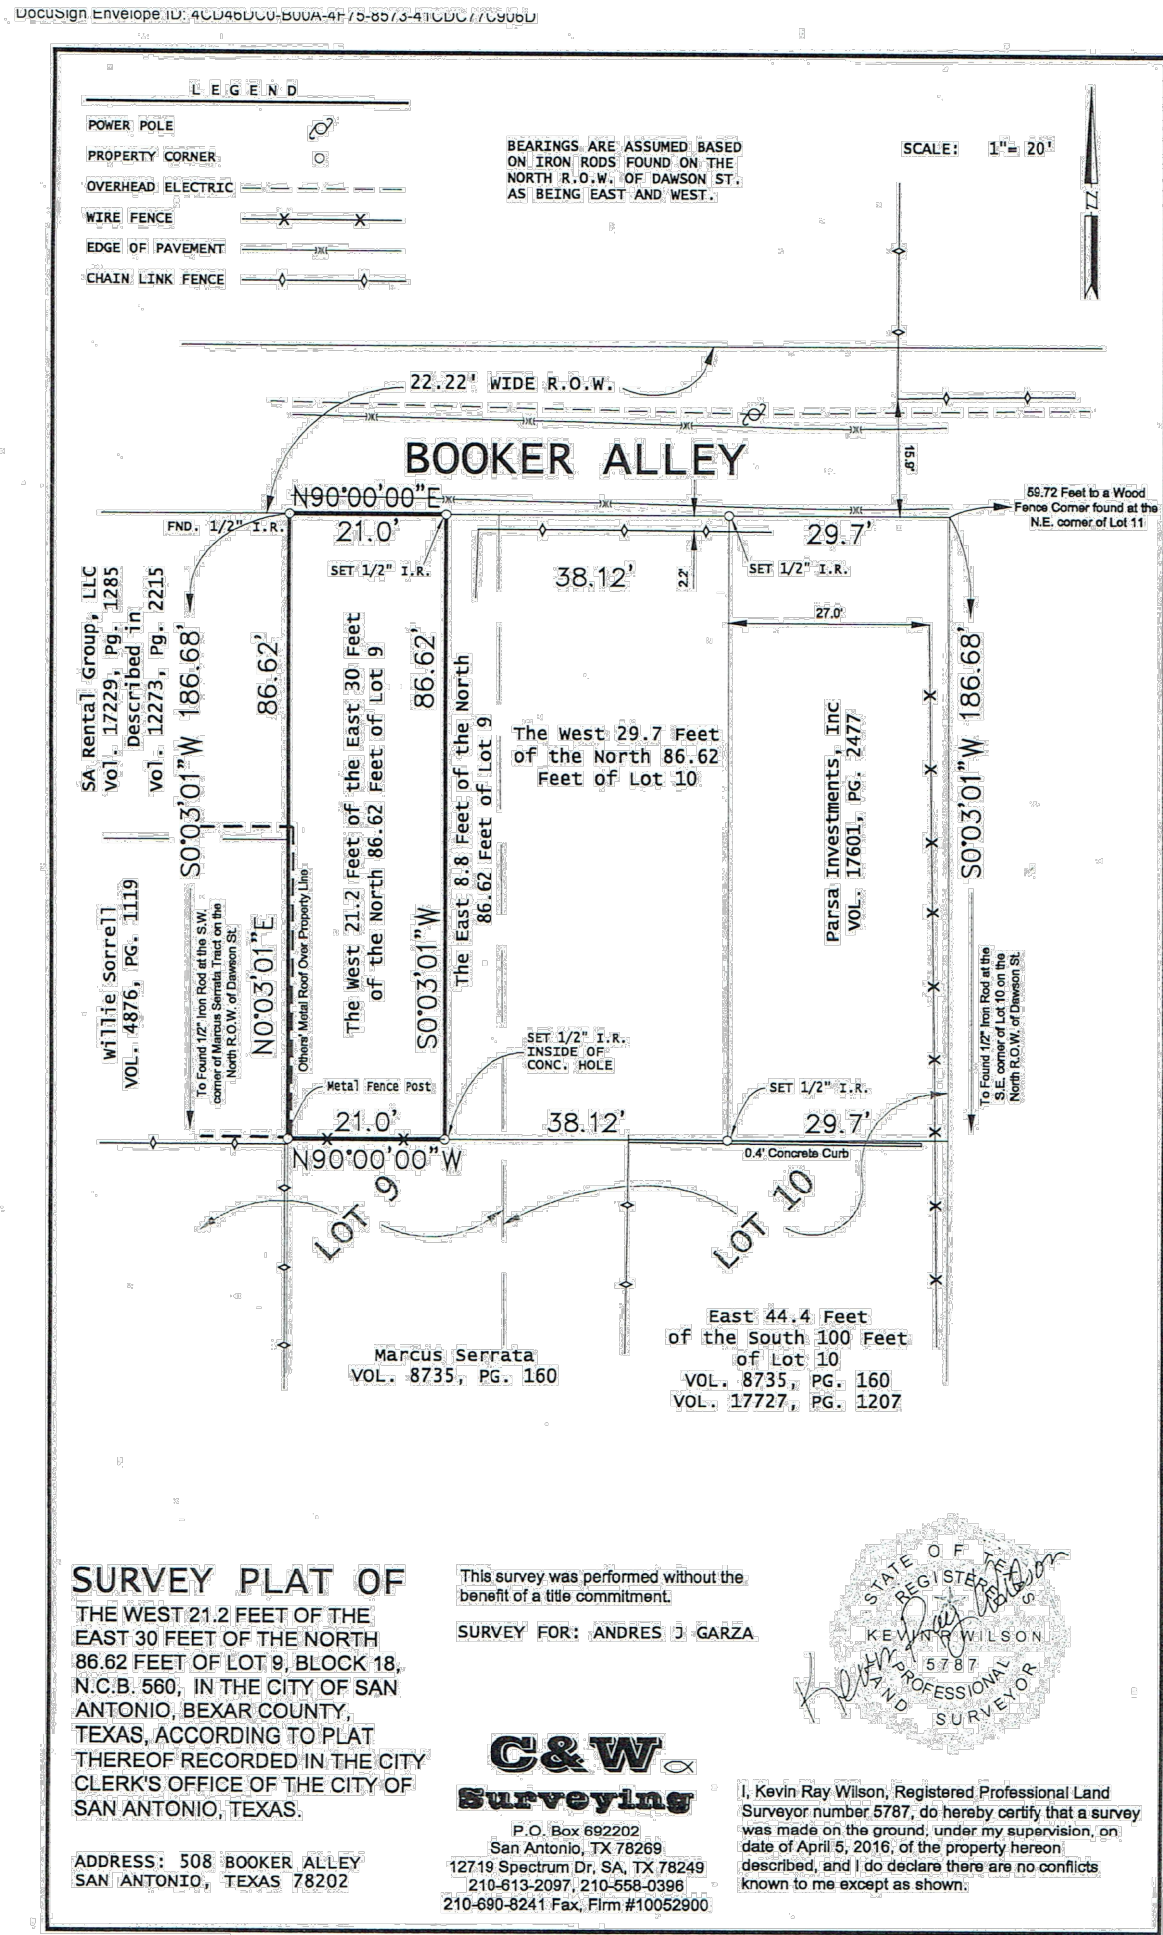 DocuSign Envelope ID: 4CD46DC0-B00A-4F75-8573-41CDC77C906D
LEGEND
POWER POLE
PROPERTY CORNER
OVERHEAD ELECTRIC
WIRE FENCE
EDGE OF PAVEMENT
CHAIN LINK FENCE
BEARINGS ARE ASSUMED BASED
ON IRON RODS FOUND ON THE
NORTH R.O.W. OF DAWSON ST.
AS BEING EAST AND WEST.
SCALE: 1"= 20'
N
22.22' WIDE R.O.W.
BOOKER ALLEY
15.9'
N90°00'00"E
21.0'
FND. 1/2" I.R.
SET 1/2" I.R.
38.12'
2.2'
29.7'
SET 1/2" I.R.
59.72 Feet to a Wood
Fence Corner found at the
N.E. corner of Lot 11
27.0'
SA Rental Group, LLC
Vol. 17229, Pg. 1285
Described in
Vol. 12273, Pg. 2215
S0°03'01"W 186.68'
86.62'
The West 21.2 Feet of the East 30 Feet
of the North 86.62 Feet of Lot 9
86.62'
The East 8.8 Feet of the North
86.62 Feet of Lot 9
The West 29.7 Feet
of the North 86.62
Feet of Lot 10
Parsa Investments, Inc
VOL. 17601, PG. 2477
S0°03'01"W 186.68'
Willie Sorrell
VOL. 4876, PG. 1119
To Found 1/2" Iron Rod at the S.W.
corner of Marcus Serrata Tract on the
North R.O.W. of Dawson St.
N0°03'01"E
Others' Metal Roof Over Property Line
S0°03'01"W
To Found 1/2" Iron Rod at the
S.E. corner of Lot 10 on the
North R.O.W. of Dawson St.
SET 1/2" I.R.
INSIDE OF
CONC. HOLE
Metal Fence Post
SET 1/2" I.R.
21.0'
38.12'
29.7'
N90°00'00"W
0.4' Concrete Curb
LOT 9
LOT 10
Marcus Serrata
VOL. 8735, PG. 160
East 44.4 Feet
of the South 100 Feet
of Lot 10
VOL. 8735, PG. 160
VOL. 17727, PG. 1207
SURVEY PLAT OF
THE WEST 21.2 FEET OF THE
EAST 30 FEET OF THE NORTH
86.62 FEET OF LOT 9, BLOCK 18,
N.C.B. 560, IN THE CITY OF SAN
ANTONIO, BEXAR COUNTY,
TEXAS, ACCORDING TO PLAT
THEREOF RECORDED IN THE CITY
CLERK'S OFFICE OF THE CITY OF
SAN ANTONIO, TEXAS.
ADDRESS: 508 BOOKER ALLEY
SAN ANTONIO, TEXAS 78202
This survey was performed without the
benefit of a title commitment.
SURVEY FOR: ANDRES J GARZA
C&W
Surveying
P.O. Box 692202
San Antonio, TX 78269
12719 Spectrum Dr, SA, TX 78249
210-613-2097, 210-558-0396
210-690-8241 Fax, Firm #10052900
STATE OF TEXAS
REGISTERED
KEVIN R WILSON
5787
PROFESSIONAL
LAND SURVEYOR
Kevin Ray Wilson
I, Kevin Ray Wilson, Registered Professional Land
Surveyor number 5787, do hereby certify that a survey
was made on the ground, under my supervision, on
date of April 5, 2016, of the property hereon
described, and I do declare there are no conflicts
known to me except as shown.